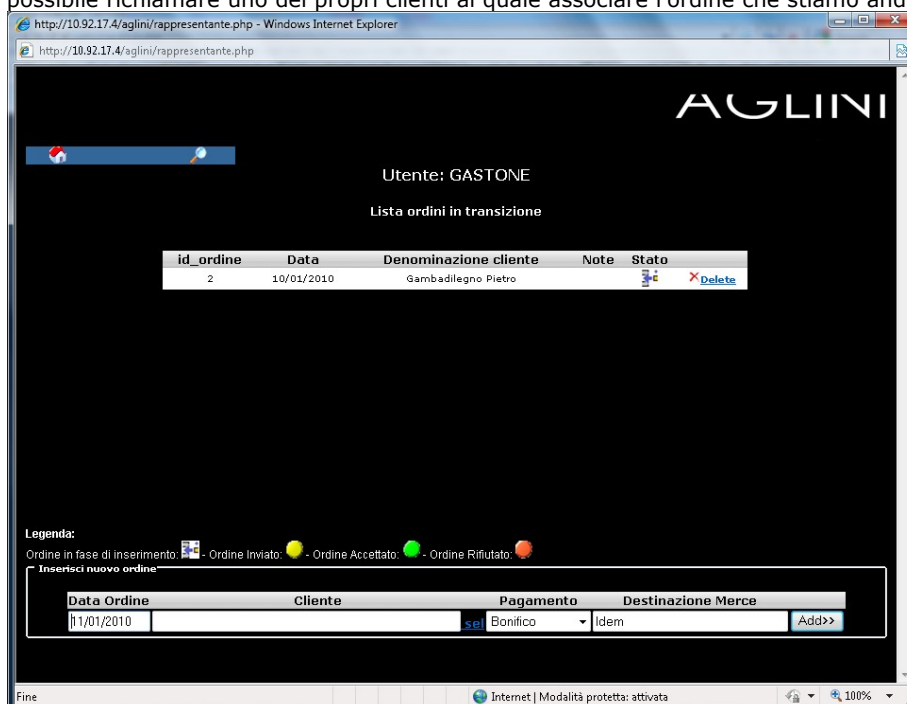 possibile richiamare uno dei propri clienti al quale associare l'ordine che stiamo and
http://10.92.17.4/aglini/rappresentante.php - Windows Internet Explorer
http://10.92.17.4/aglini/rappresentante.php
AGLINI
Utente: GASTONE
Lista ordini in transizione
id_ordine Data Denominazione cliente Note Stato
2 10/01/2010 Gambadilegno Pietro Delete
Legenda:
Ordine in fase di inserimento: - Ordine Inviato: - Ordine Accettato: - Ordine Rifiutato:
Inserisci nuovo ordine
Data Ordine Cliente Pagamento Destinazione Merce
11/01/2010 sel Bonifico Idem Add>>
Fine Internet | Modalità protetta: attivata 100%